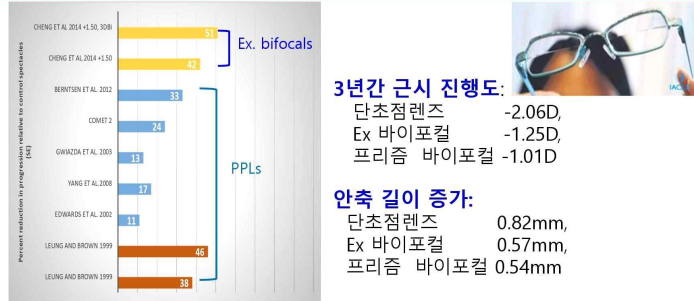 Percent reduction in progression relative to control spectacles
(SE)
CHENG ET AL 2014 +1.50, 3DBI
51
CHENG ET AL 2014 +1.50
42
BERNTSEN ET AL. 2012
33
COMET 2
24
GWIAZDA ET AL. 2003
13
YANG ET AL. 2008
17
EDWARDS ET AL. 2002
11
LEUNG AND BROWN 1999
46
LEUNG AND BROWN 1999
38
Ex. bifocals
PPLs
3년간 근시 진행도:
단초점렌즈 -2.06D,
Ex 바이포컬 -1.25D,
프리즘 바이포컬 -1.01D
안축 길이 증가:
단초점렌즈 0.82mm,
Ex 바이포컬 0.57mm,
프리즘 바이포컬 0.54mm